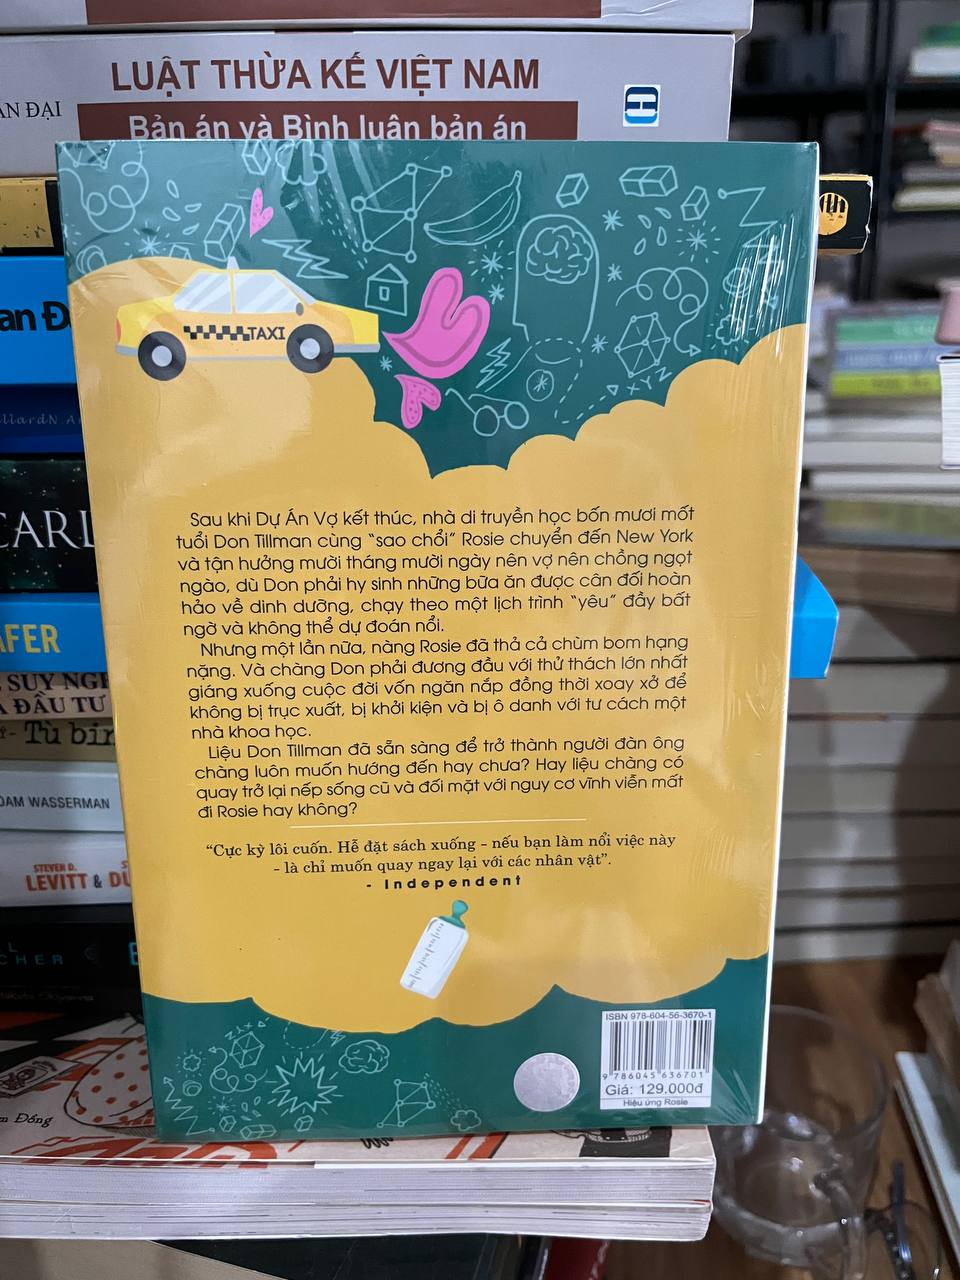 LUẬT THỪA KẾ VIỆT NAM
ĂN ĐẠI
Bản án và Bình luận bản án
TAXI
XYZ
Sau khi Dự Án Vợ kết thúc, nhà di truyền học bốn mươi mốt
tuổi Don Tillman cùng “sao chổi” Rosie chuyển đến New York
và tận hưởng mười tháng mười ngày nên vợ nên chồng ngọt
ngào, dù Don phải hy sinh những bữa ăn được cân đối hoàn
hảo về dinh dưỡng, chạy theo một lịch trình “yêu” đầy bất
ngờ và không thể dự đoán nổi.
Nhưng một lần nữa, nàng Rosie đã thả cả chùm bom hạng
nặng. Và chàng Don phải đương đầu với thử thách lớn nhất
giáng xuống cuộc đời vốn ngăn nắp đồng thời xoay xở để
không bị trục xuất, bị khởi kiện và bị ô danh với tư cách một
nhà khoa học.
Liệu Don Tillman đã sẵn sàng để trở thành người đàn ông
chàng luôn muốn hướng đến hay chưa? Hay liệu chàng có
quay trở lại nếp sống cũ và đối mặt với nguy cơ vĩnh viễn mất
đi Rosie hay không?
“Cực kỳ lôi cuốn. Hễ đặt sách xuống – nếu bạn làm nổi việc này
– là chỉ muốn quay ngay lại với các nhân vật”.
- Independent
XYZ
ISBN 978-604-56-3670-1
9 786045 636701
Giá: 129.000đ
Hiệu ứng Rosie
an Đ
llardN A
CARL
AFER
SUY NGH
ĐẦU TƯ
Tù bin
DAM WASSERMAN
STEVEN D.
LEVITT & DU
CHER
m Đồng